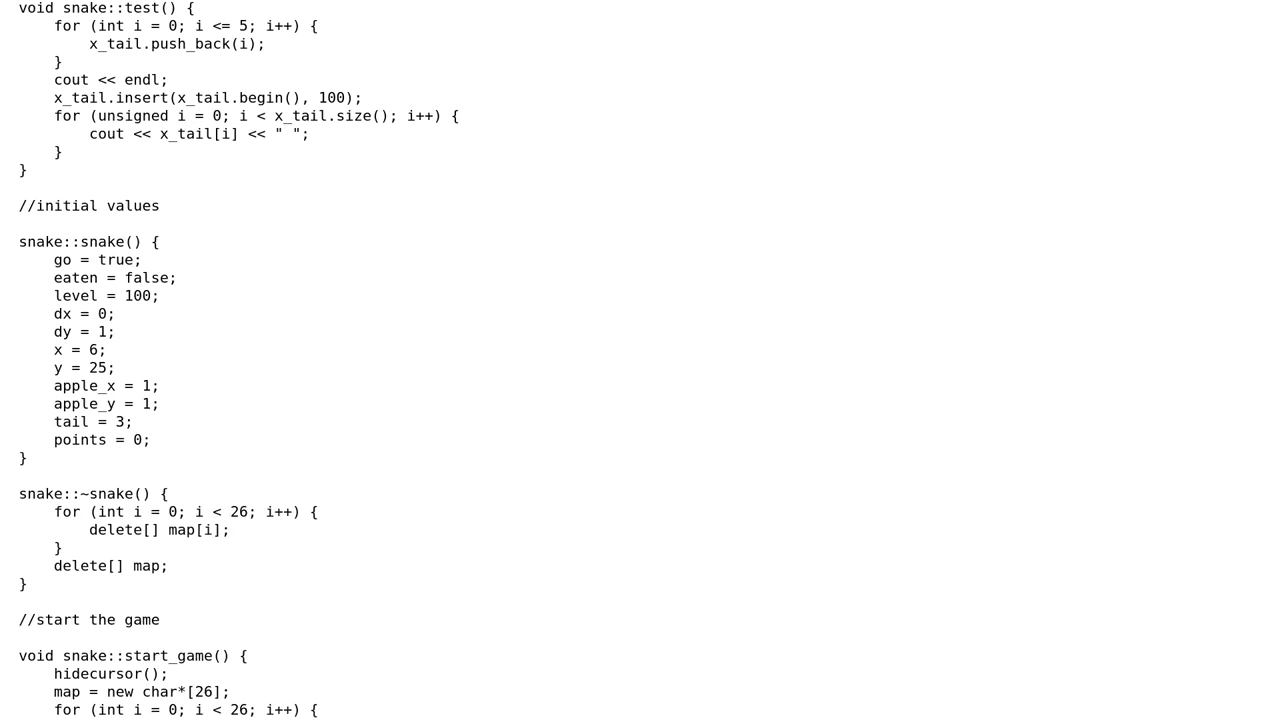 void snake::test() {
    for (int i = 0; i <= 5; i++) {
        x_tail.push_back(i);
    }
    cout << endl;
    x_tail.insert(x_tail.begin(), 100);
    for (unsigned i = 0; i < x_tail.size(); i++) {
        cout << x_tail[i] << " ";
    }
}

//initial values

snake::snake() {
    go = true;
    eaten = false;
    level = 100;
    dx = 0;
    dy = 1;
    x = 6;
    y = 25;
    apple_x = 1;
    apple_y = 1;
    tail = 3;
    points = 0;
}

snake::~snake() {
    for (int i = 0; i < 26; i++) {
        delete[] map[i];
    }
    delete[] map;
}

//start the game

void snake::start_game() {
    hidecursor();
    map = new char*[26];
    for (int i = 0; i < 26; i++) {